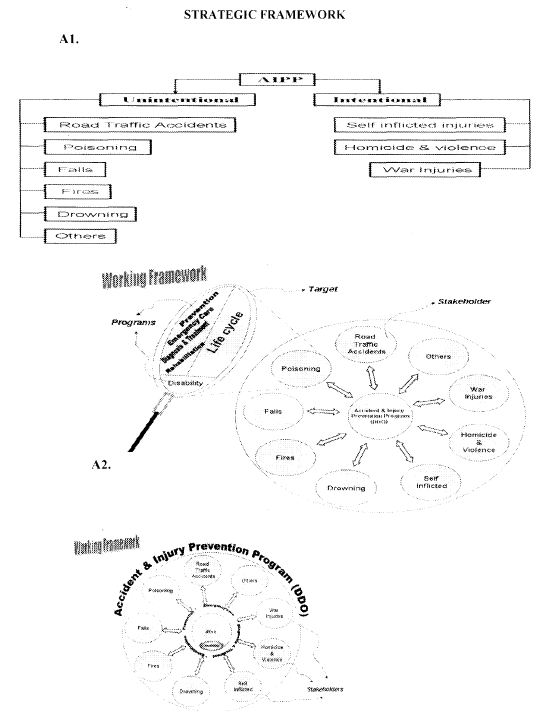 STRATEGIC FRAMEWORK
A1.
AIPP
Unintentional
Intentional
Road Traffic Accidents
Poisoning
Falls
Fires
Drowning
Others
Self inflicted injuries
Homicide & violence
War Injuries
Working Framework
Programs
Target
Prevention
Emergency Care
Diagnosis & Treatment
Rehabilitation
Life cycle
Disability
Stakeholder
Road
Traffic
Accidents
Others
War
Injuries
Homicide
&
Violence
Self
Inflicted
Drowning
Fires
Falls
Poisoning
Accident & Injury
Prevention Program
A2.
Working Framework
Accident & Injury Prevention Program (DDO)
Road
Traffic
Accidents
Others
War
Injuries
Homicide
&
Violence
Self
Inflicted
Drowning
Fires
Falls
Poisoning
Stakeholders